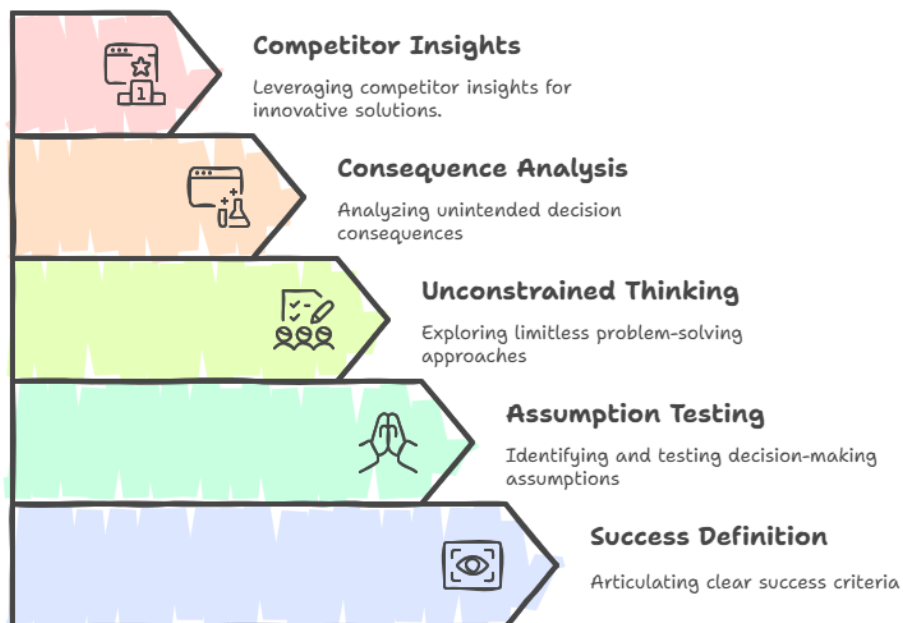 1
Competitor Insights
Leveraging competitor insights for
innovative solutions.
Consequence Analysis
Analyzing unintended decision
consequences
Unconstrained Thinking
Exploring limitless problem-solving
approaches
Assumption Testing
Identifying and testing decision-making
assumptions
Success Definition
Articulating clear success criteria